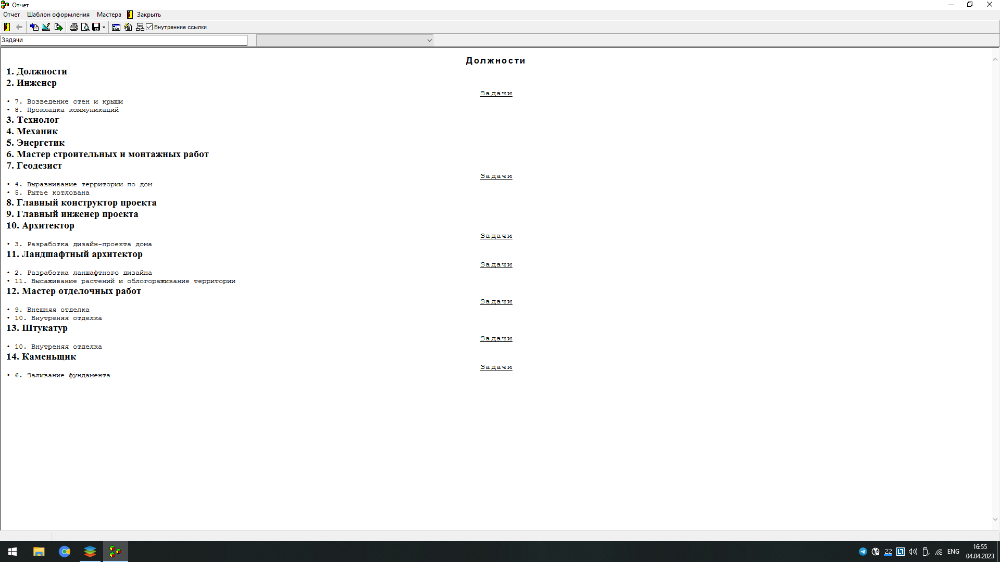 Отчет
Отчет Шаблон оформления Мастера Закрыть
Внутренние ссылки
Задачи
Должности
1. Должности
2. Инженер
Задачи
• 7. Возведение стен и крыши
• 8. Прокладка коммуникаций
3. Технолог
4. Механик
5. Энергетик
6. Мастер строительных и монтажных работ
7. Геодезист
Задачи
• 4. Выравнивание территории по дом
• 5. Рытье котлована
8. Главный конструктор проекта
9. Главный инженер проекта
10. Архитектор
Задачи
• 3. Разработка дизайн-проекта дома
11. Ландшафтный архитектор
Задачи
• 2. Разработка ланшафтного дизайна
• 11. Высаживание растений и облогораживание территории
12. Мастер отделочных работ
Задачи
• 9. Внешняя отделка
• 10. Внутреняя отделка
13. Штукатур
Задачи
• 10. Внутреняя отделка
14. Каменьщик
Задачи
• 6. Заливание фундамента
22 ENG 16:55
04.04.2023